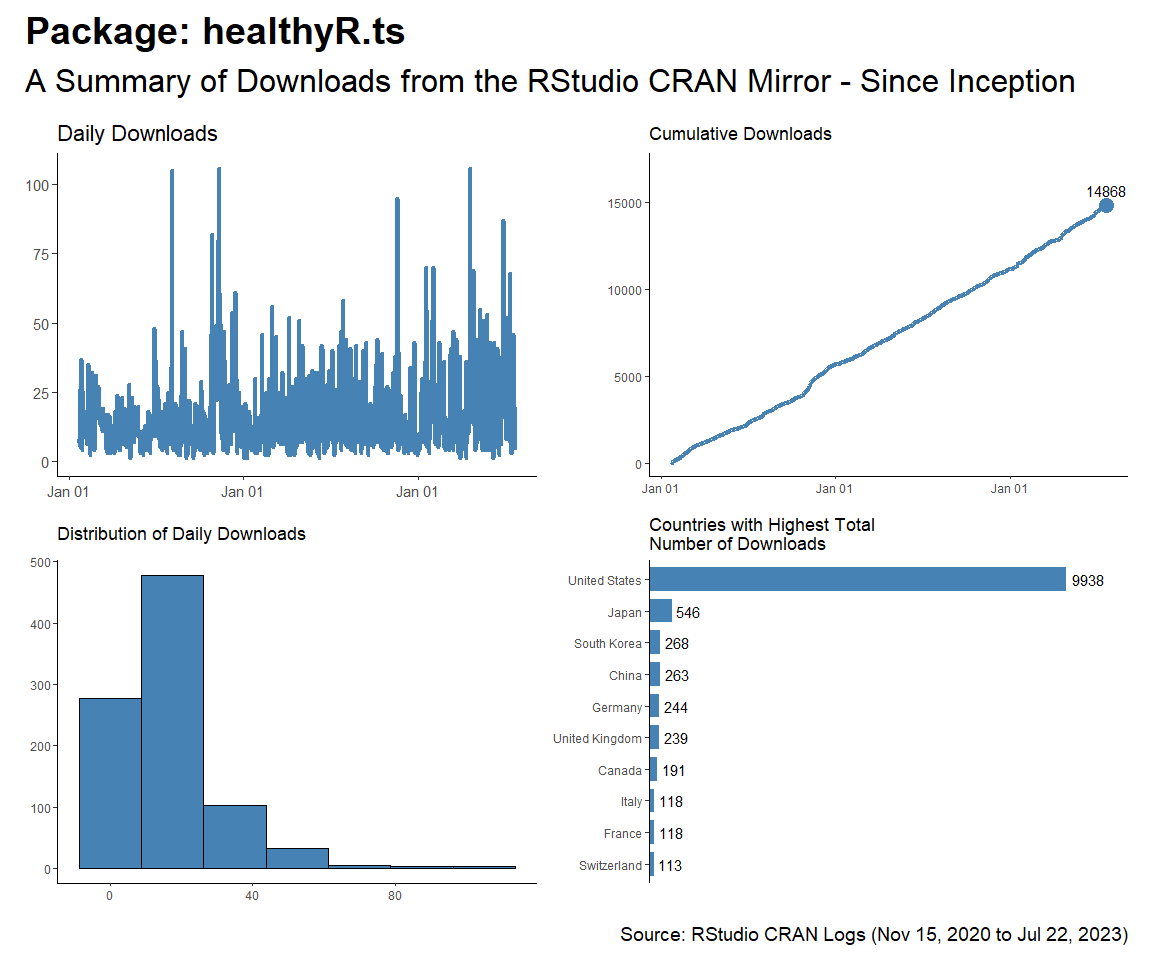 Package: healthyR.ts
A Summary of Downloads from the RStudio CRAN Mirror - Since Inception
Daily Downloads
100
75
50
25
0
Jan 01 Jan 01 Jan 01
Cumulative Downloads
14868
15000
10000
5000
0
Jan 01 Jan 01 Jan 01
Distribution of Daily Downloads
500
400
300
200
100
0
0 40 80
Countries with Highest Total
Number of Downloads
United States 9938
Japan 546
South Korea 268
China 263
Germany 244
United Kingdom 239
Canada 191
Italy 118
France 118
Switzerland 113
Source: RStudio CRAN Logs (Nov 15, 2020 to Jul 22, 2023)